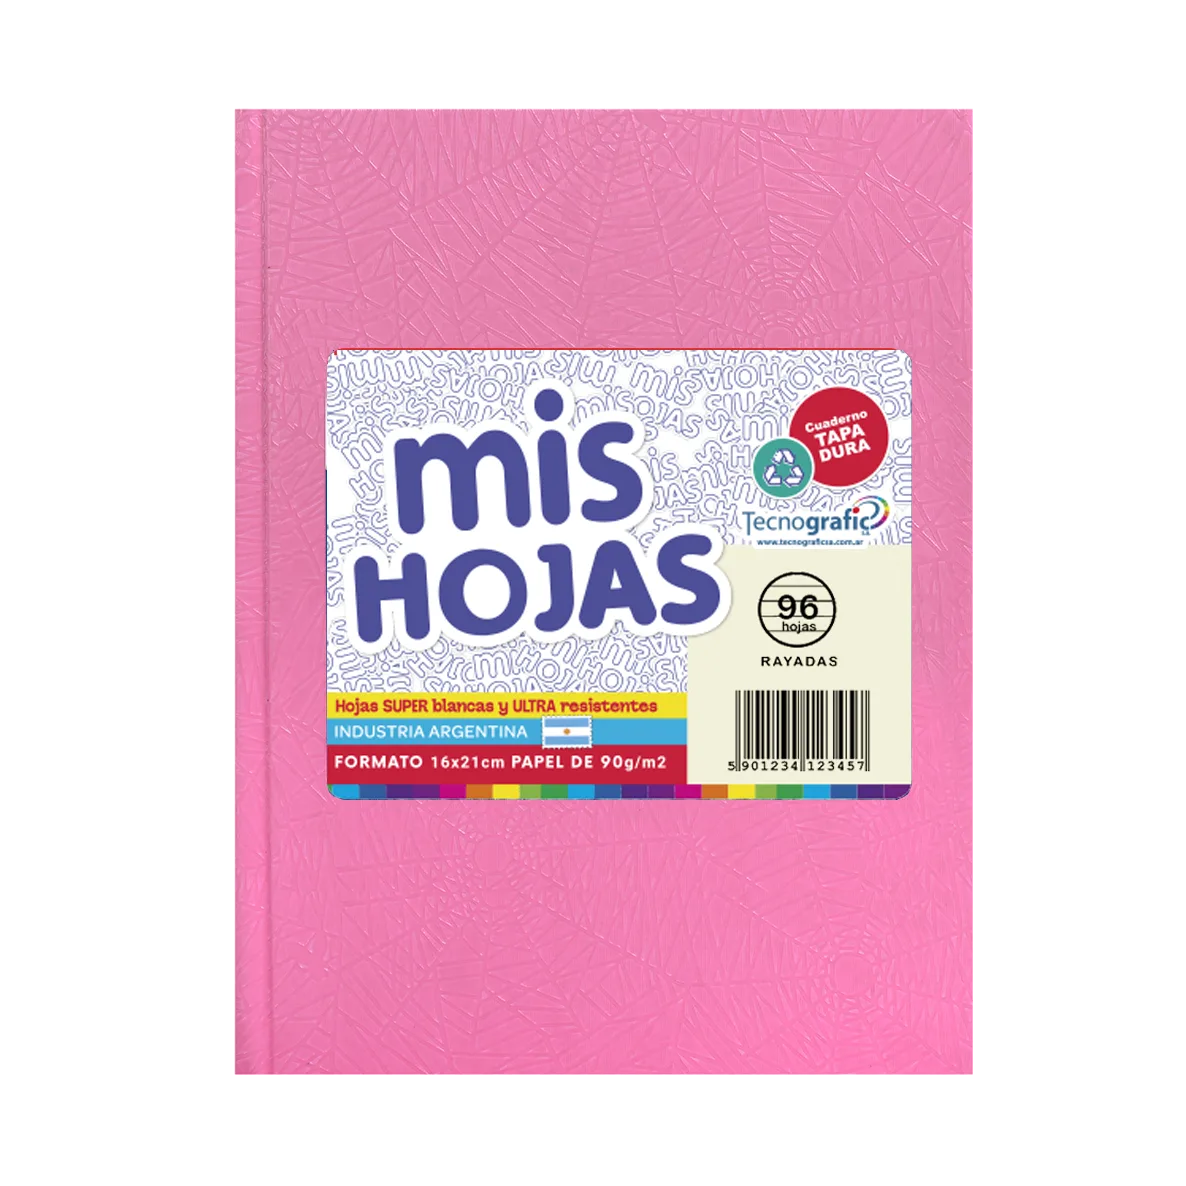 mis
HOJAS
Cuaderno
TAPA
DURA
Tecnografic
www.tecnograficsa.com.ar
96
hojas
RAYADAS
Hojas SUPER blancas y ULTRA resistentes
INDUSTRIA ARGENTINA
FORMATO 16x21cm PAPEL DE 90g/m2
5 901234 123457